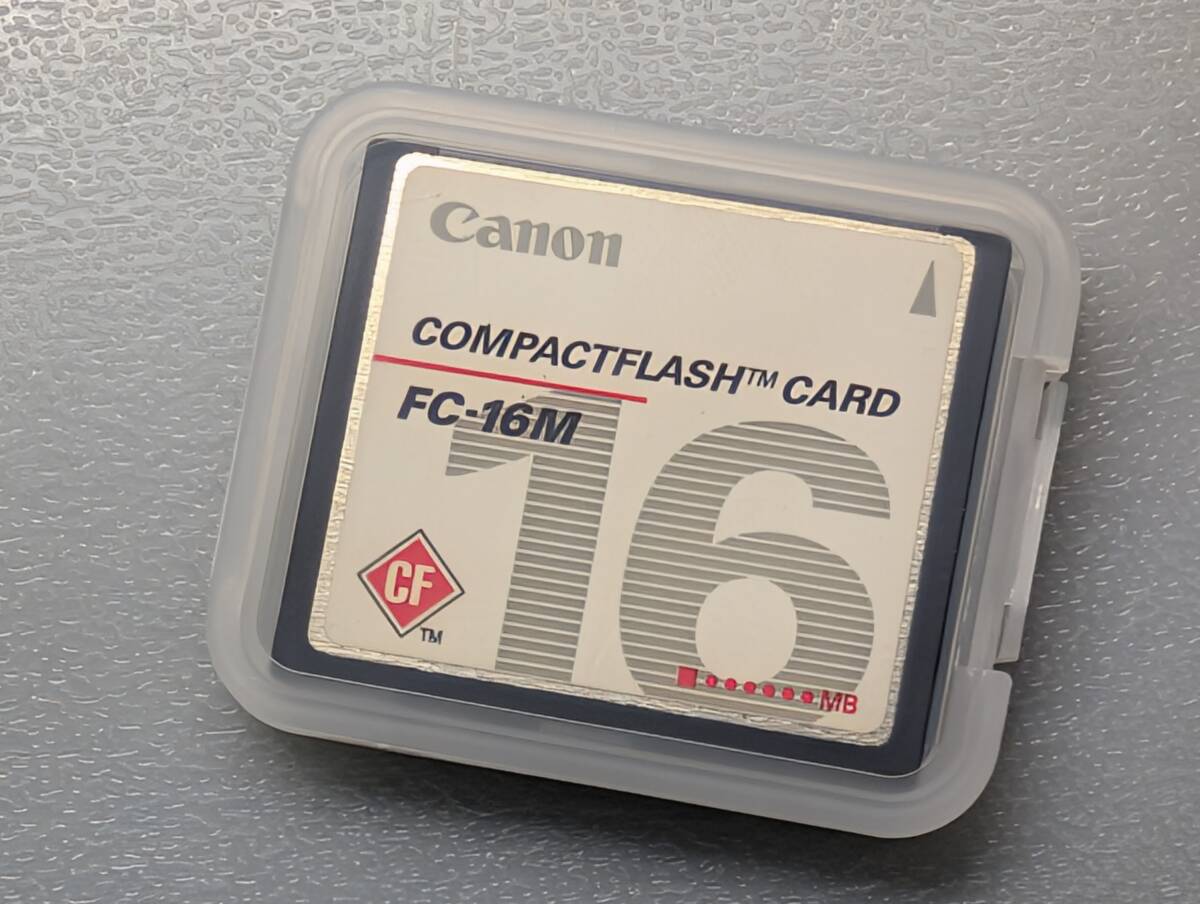 Canon
COMPACTFLASH™ CARD
FC-16M
16
CF
TM
MB